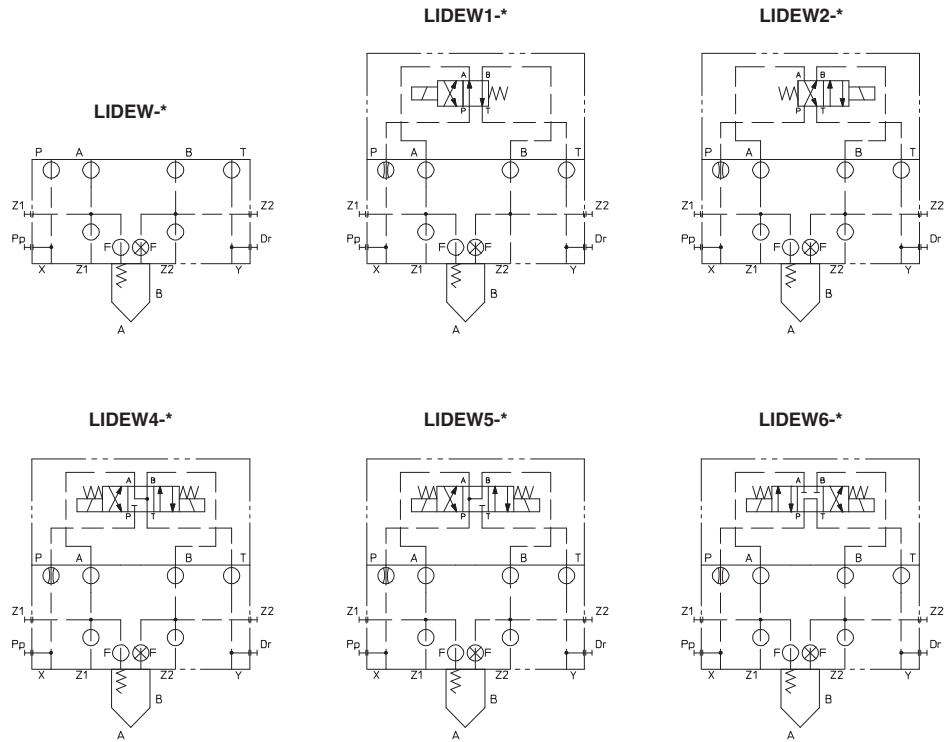 LIDEW1-*
LIDEW2-*
LIDEW-*
A B
P T
A B
P T
P A B T
Z1 Z2
Pp Dr
F F
X Z1 Z2 Y
B
A
P A B T
Z1 Z2
Pp Dr
F F
X Z1 Z2 Y
B
A
P A B T
Z1 Z2
Pp Dr
F F
X Z1 Z2 Y
B
A
LIDEW4-*
LIDEW5-*
LIDEW6-*
A B
P T
A B
P T
A B
P T
P A B T
Z1 Z2
Pp Dr
F F
X Z1 Z2 Y
B
A
P A B T
Z1 Z2
Pp Dr
F F
X Z1 Z2 Y
B
A
P A B T
Z1 Z2
Pp Dr
F F
X Z1 Z2 Y
B
A